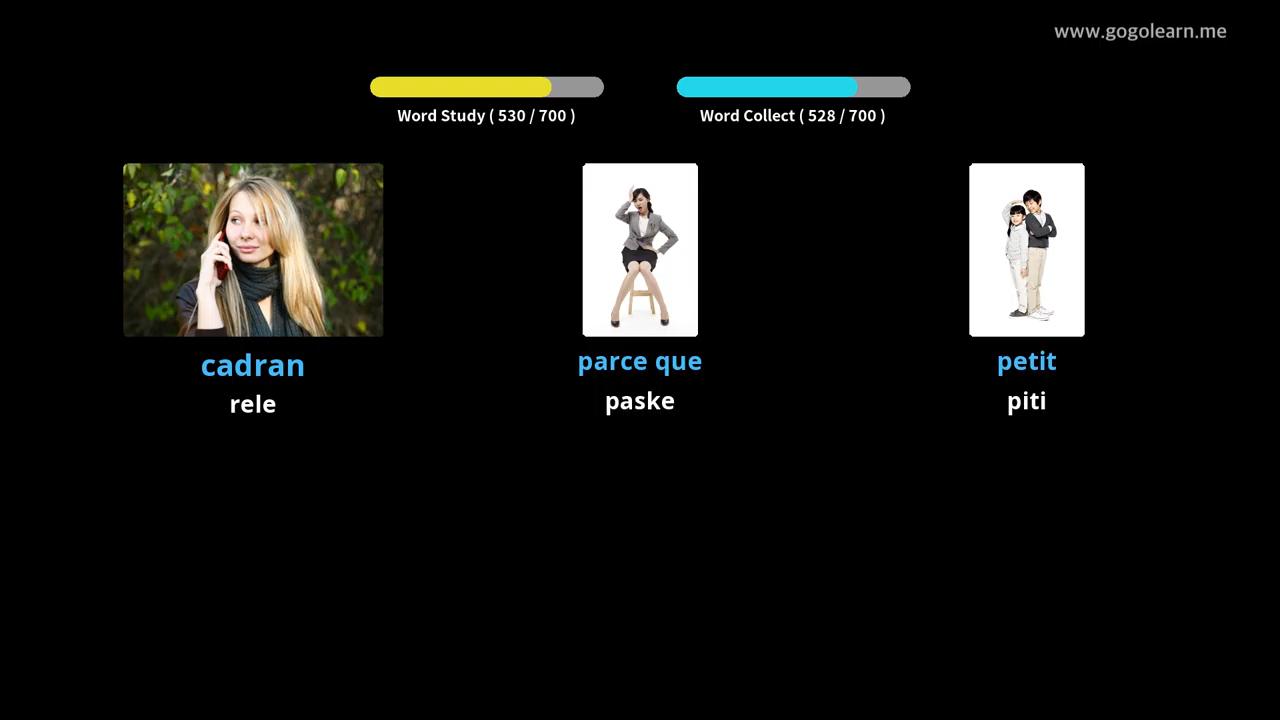 www.gogolearn.me
Word Study ( 530 / 700 )
Word Collect ( 528 / 700 )
cadran
rele
parce que
paske
petit
piti